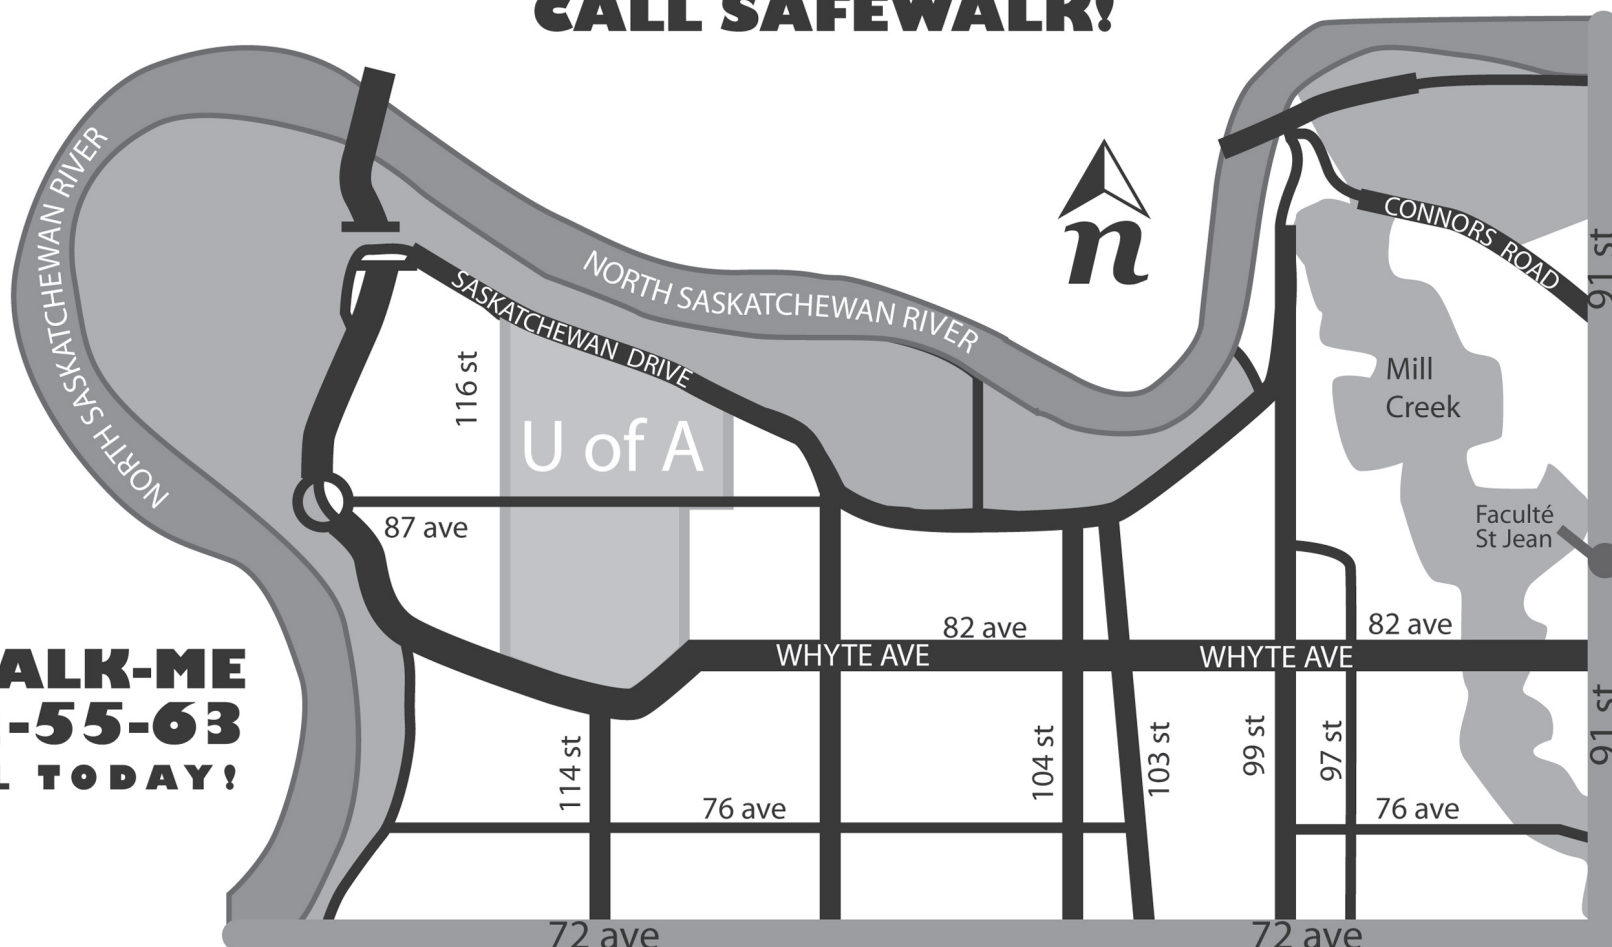 CALL SAFEWALK!
NORTH SASKATCHEWAN RIVER
NORTH SASKATCHEWAN RIVER
n
CONNORS ROAD
91 st
SASKATCHEWAN DRIVE
116 st
U of A
Mill
Creek
87 ave
Faculté
St Jean
82 ave
82 ave
WHYTE AVE
WHYTE AVE
ALK-ME
-55-63
TODAY!
114 st
104 st
103 st
99 st
97 st
91 st
76 ave
76 ave
72 ave
72 ave